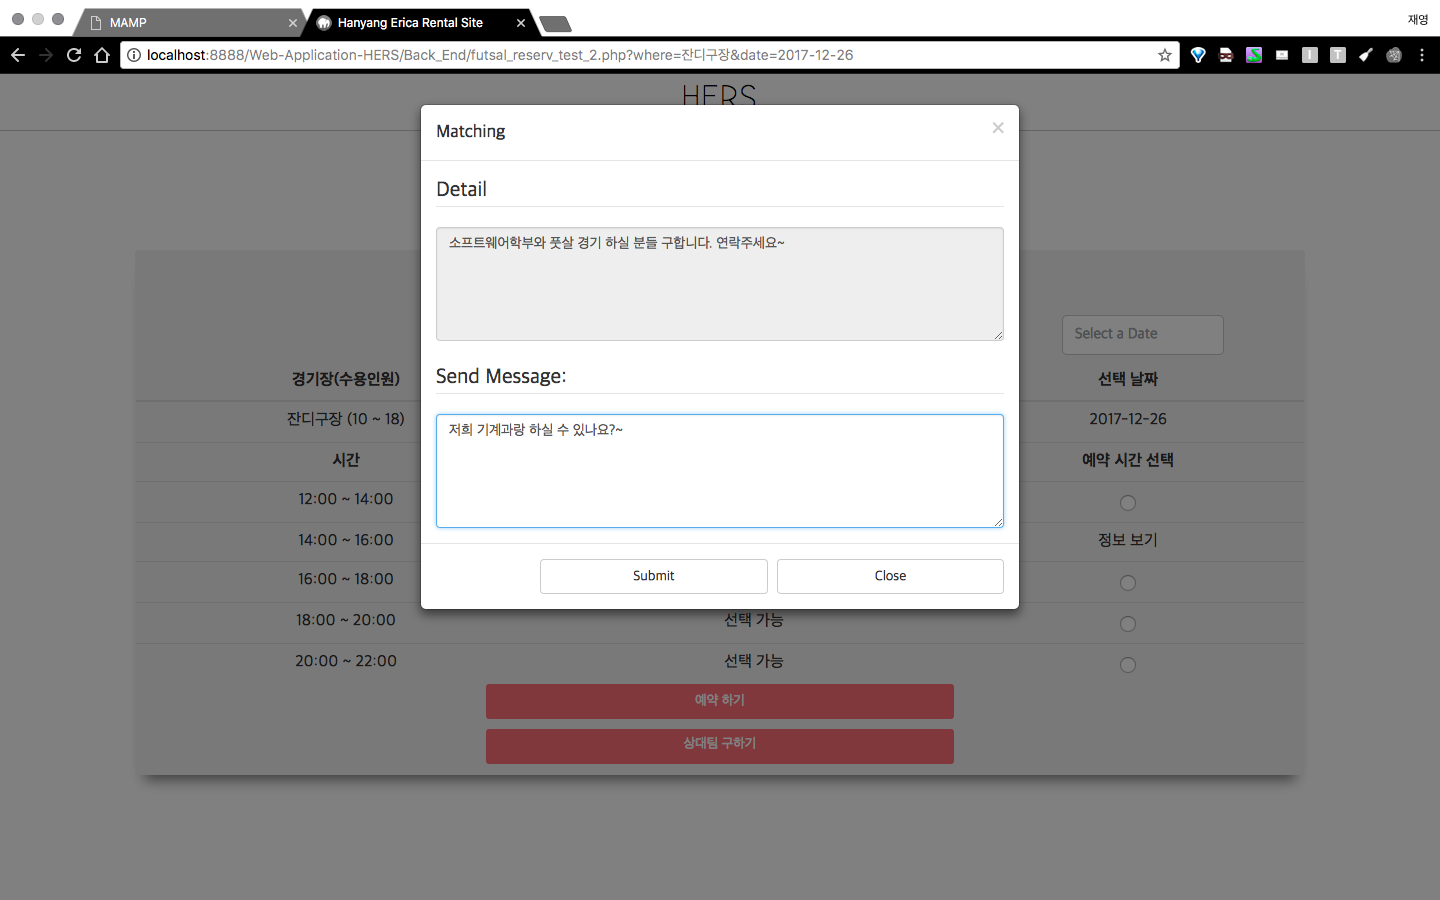 MAMP
Hanyang Erica Rental Site
재영
localhost:8888/Web-Application-HERS/Back_End/futsal_reserv_test_2.php?where=잔디구장&date=2017-12-26
HERS
Matching
Detail
소프트웨어학부와 풋살 경기 하실 분들 구합니다. 연락주세요~
Send Message:
저희 기계과랑 하실 수 있나요?~
Submit
Close
Select a Date
경기장(수용인원)
선택 날짜
잔디구장 (10 ~ 18)
2017-12-26
시간
예약 시간 선택
12:00 ~ 14:00
14:00 ~ 16:00
정보 보기
16:00 ~ 18:00
18:00 ~ 20:00
선택 가능
20:00 ~ 22:00
선택 가능
예약 하기
상대팀 구하기